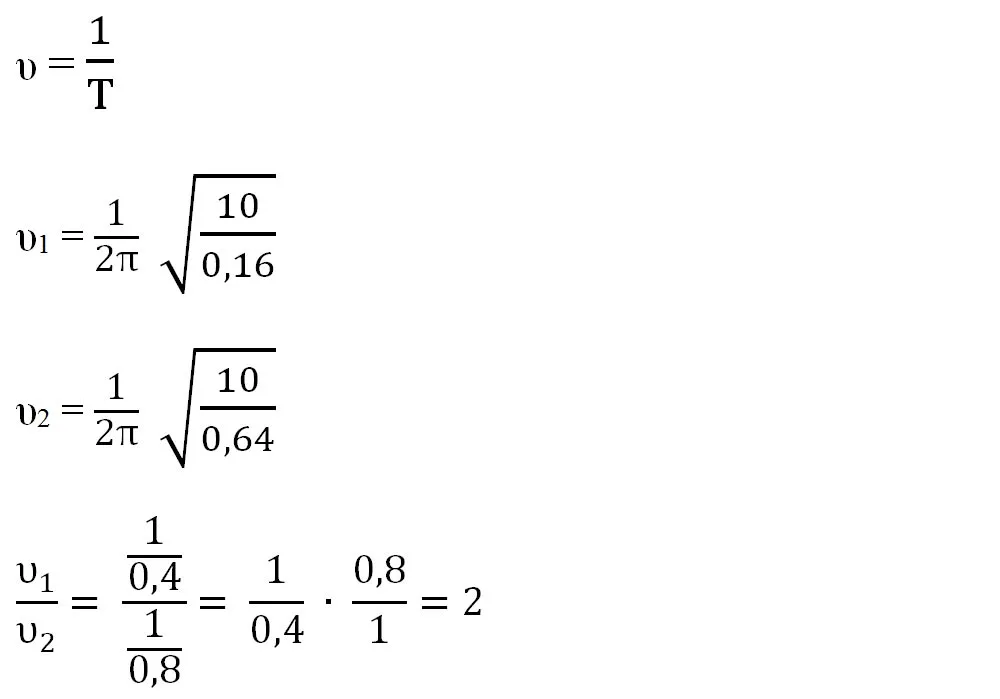 υ = 1/T
υ₁ = 1/2π √(10/0,16)
υ₂ = 1/2π √(10/0,64)
υ₁/υ₂ = (1/0,4)/(1/0,8) = 1/0,4 · 0,8/1 = 2